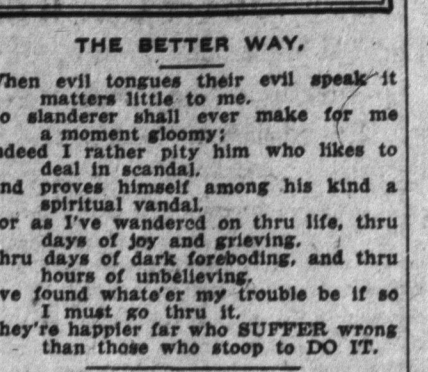 THE BETTER WAY.
hen evil tongues their evil speak it
matters little to me.
o slanderer shall ever make for me
a moment gloomy;
ndeed I rather pity him who likes to
deal in scandal,
nd proves himself among his kind a
spiritual vandal.
or as I've wandered on thru life, thru
days of joy and grieving,
hru days of dark foreboding, and thru
hours of unbelieving,
've found whate'er my trouble be if so
I must go thru it.
hey're happier far who SUFFER wrong
than those who stoop to DO IT.